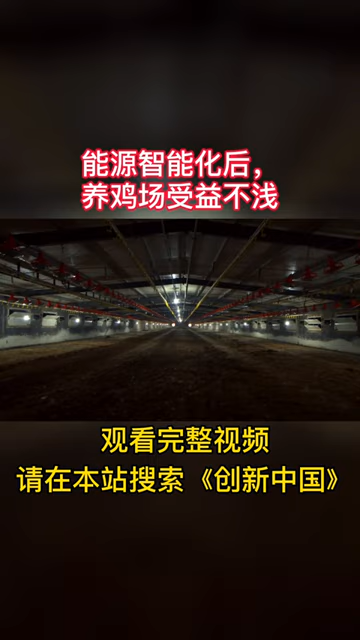 能源智能化后，
养鸡场受益不浅
观看完整视频
请在本站搜索《创新中国》